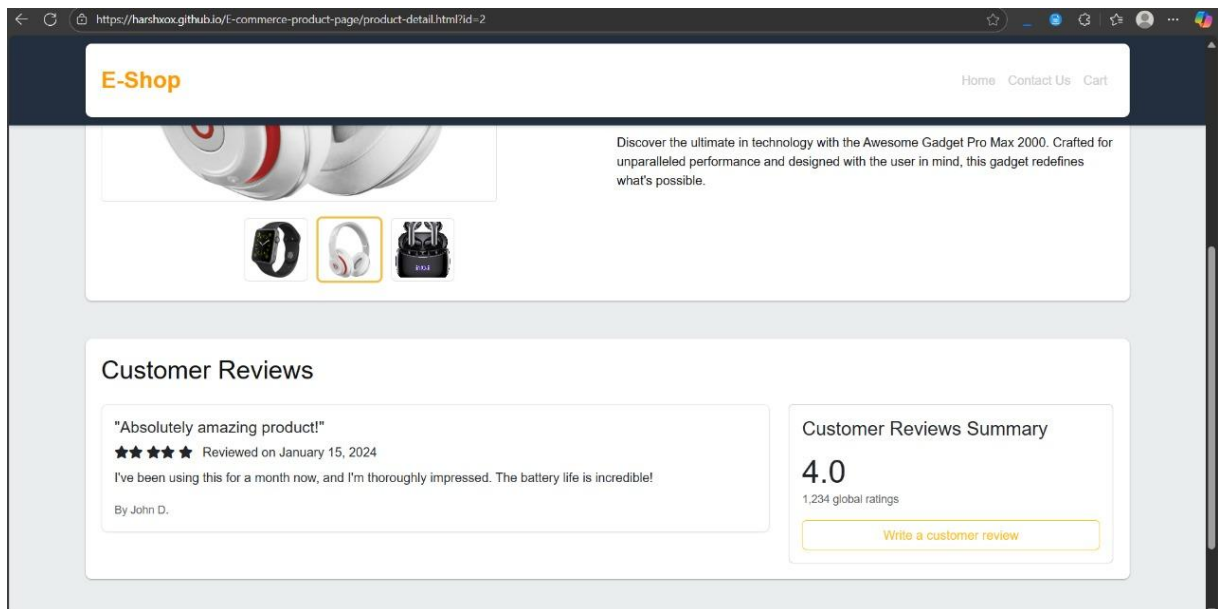 https://harshxox.github.io/E-commerce-product-page/product-detail.html?id=2
E-Shop
Home Contact Us Cart
Discover the ultimate in technology with the Awesome Gadget Pro Max 2000. Crafted for
unparalleled performance and designed with the user in mind, this gadget redefines
what's possible.
Customer Reviews
"Absolutely amazing product!"
Reviewed on January 15, 2024
I've been using this for a month now, and I'm thoroughly impressed. The battery life is incredible!
By John D.
Customer Reviews Summary
4.0
1,234 global ratings
Write a customer review